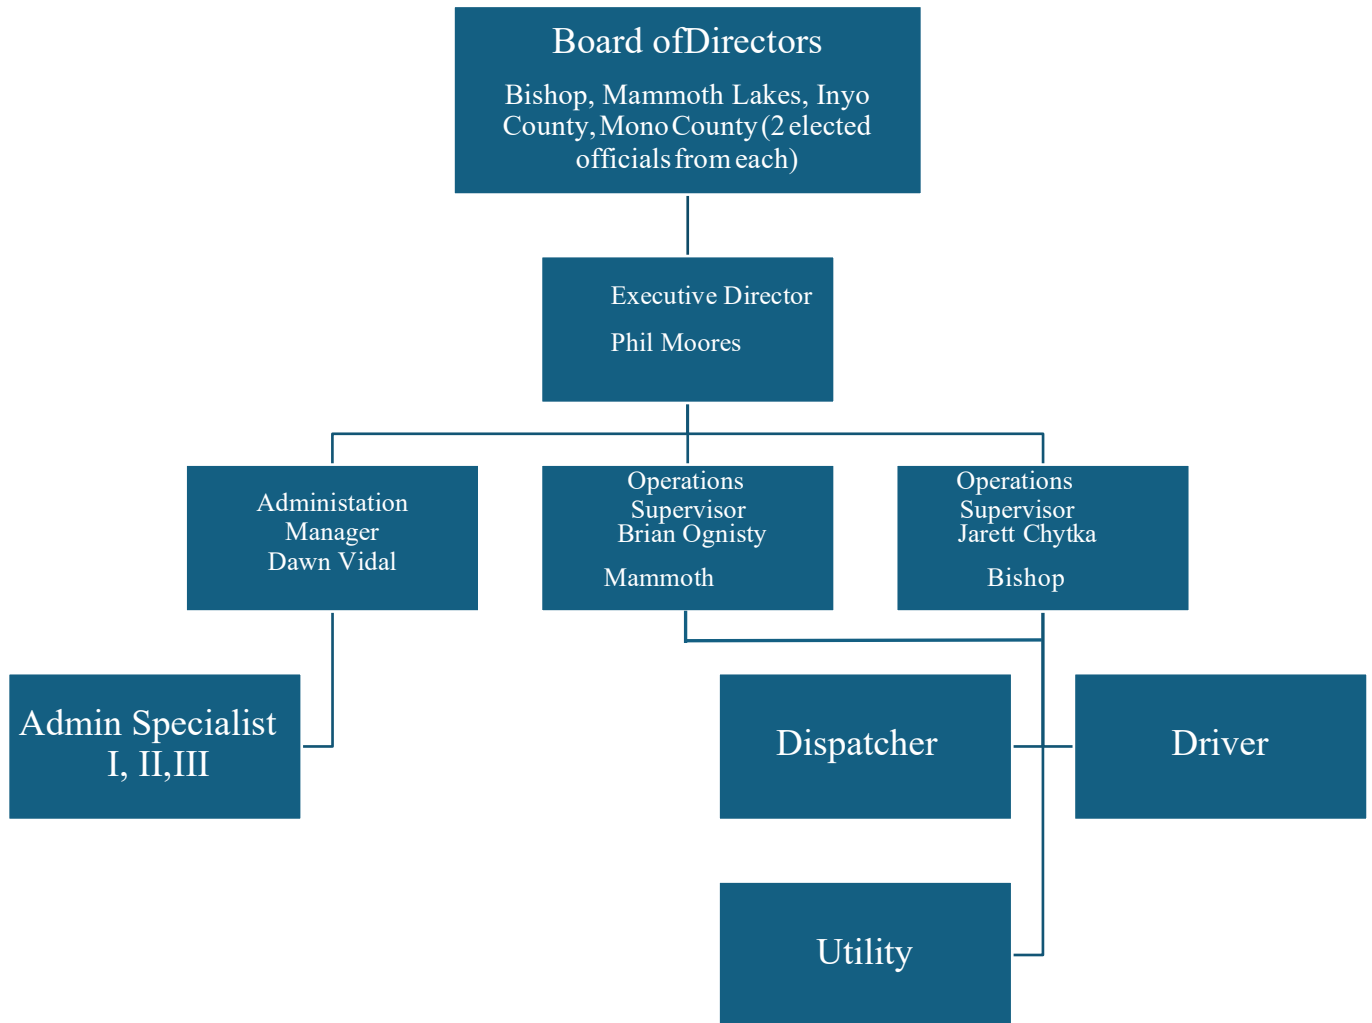 Board ofDirectors
Bishop, Mammoth Lakes, Inyo
County, Mono County (2 elected
officials from each)
Executive Director
Phil Moores
Administation
Manager
Dawn Vidal
Operations
Supervisor
Brian Ognisty
Mammoth
Operations
Supervisor
Jarett Chytka
Bishop
Admin Specialist
I, II,III
Dispatcher
Driver
Utility